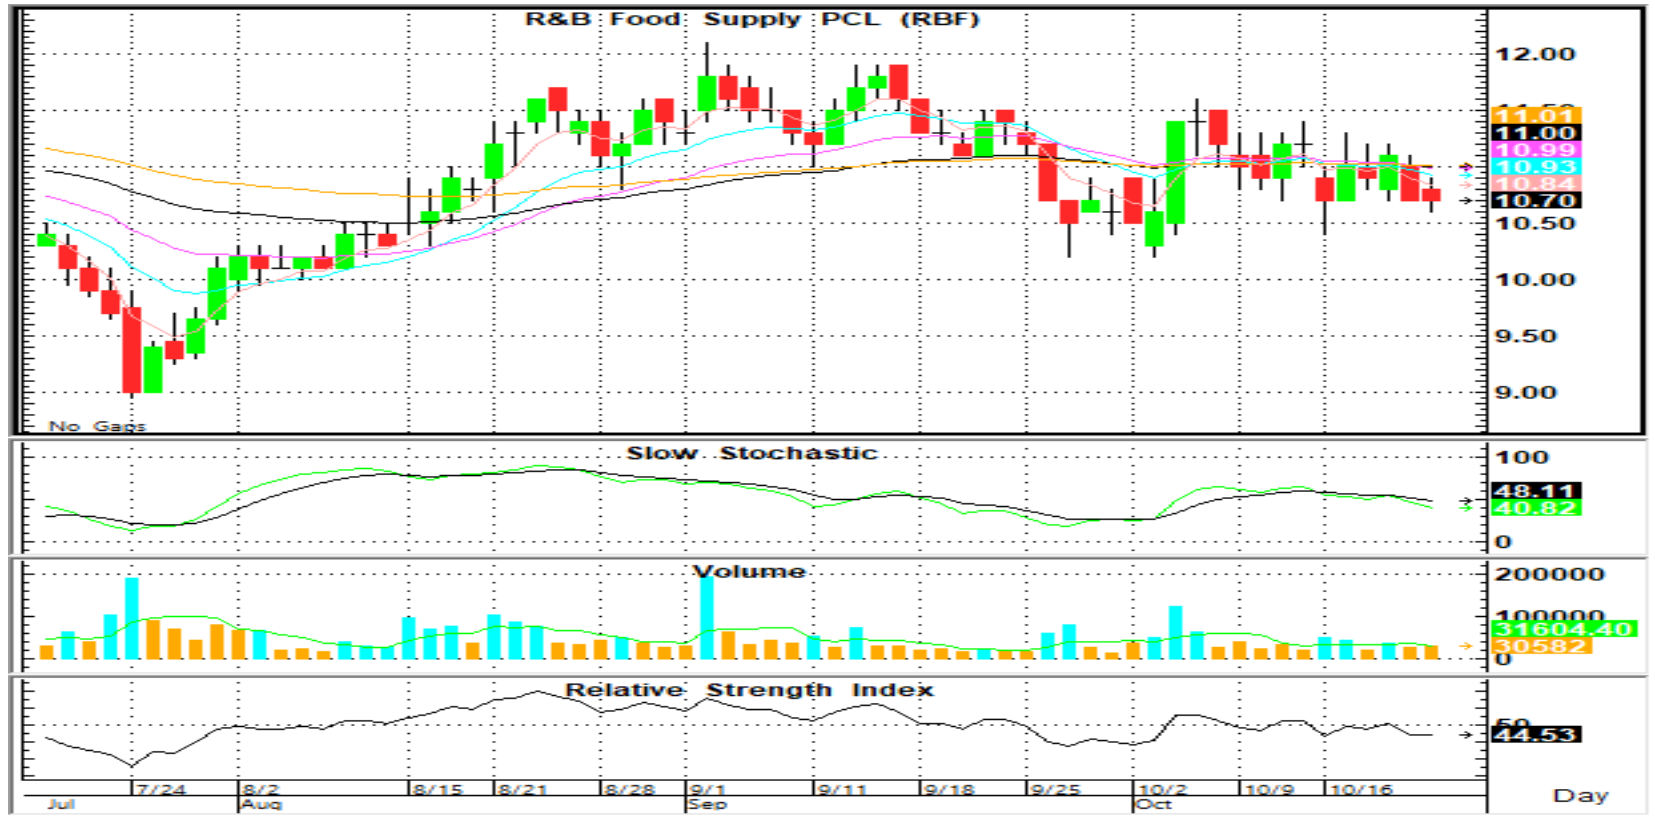 R&B Food Supply PCL (RBF)
12.00
11.50
11.01
11.00
10.99
10.93
10.84
10.70
10.50
10.00
9.50
9.00
No Gaps
Slow Stochastic
100
48.11
40.82
0
Volume
200000
100000
31604.40
30582
0
Relative Strength Index
50
44.53
7/24 8/2 8/15 8/21 8/28 9/1 9/11 9/18 9/25 10/2 10/9 10/16
Jul Aug Sep Oct
Day